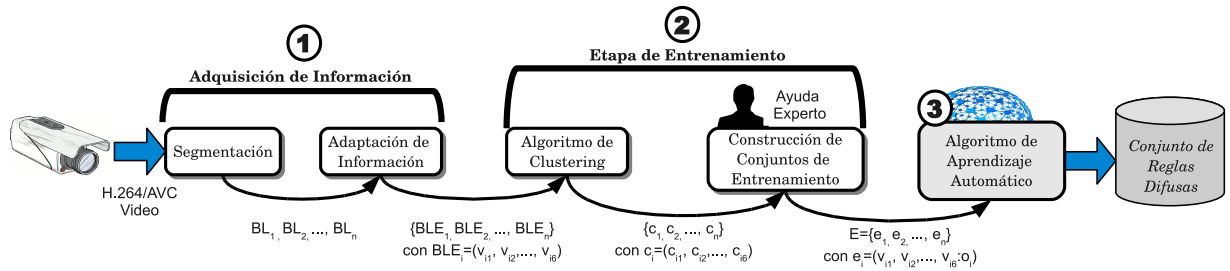 1
Adquisición de Información
2
Etapa de Entrenamiento
Ayuda
Experto
3
H.264/AVC
Video
Segmentación
Adaptación de
Información
Algoritmo de
Clustering
Construcción de
Conjuntos de
Entrenamiento
Algoritmo de
Aprendizaje
Automático
Conjunto de
Reglas
Difusas
BL1, BL2, ..., BLn
{BLE1, BLE2, ..., BLEn}
con BLEi=(vi1, vi2,..., vi6)
{c1, c2, ..., cn}
con ci=(ci1, ci2,..., ci6)
E={e1, e2, ..., en}
con ei=(vi1, vi2,..., vi6:oi)